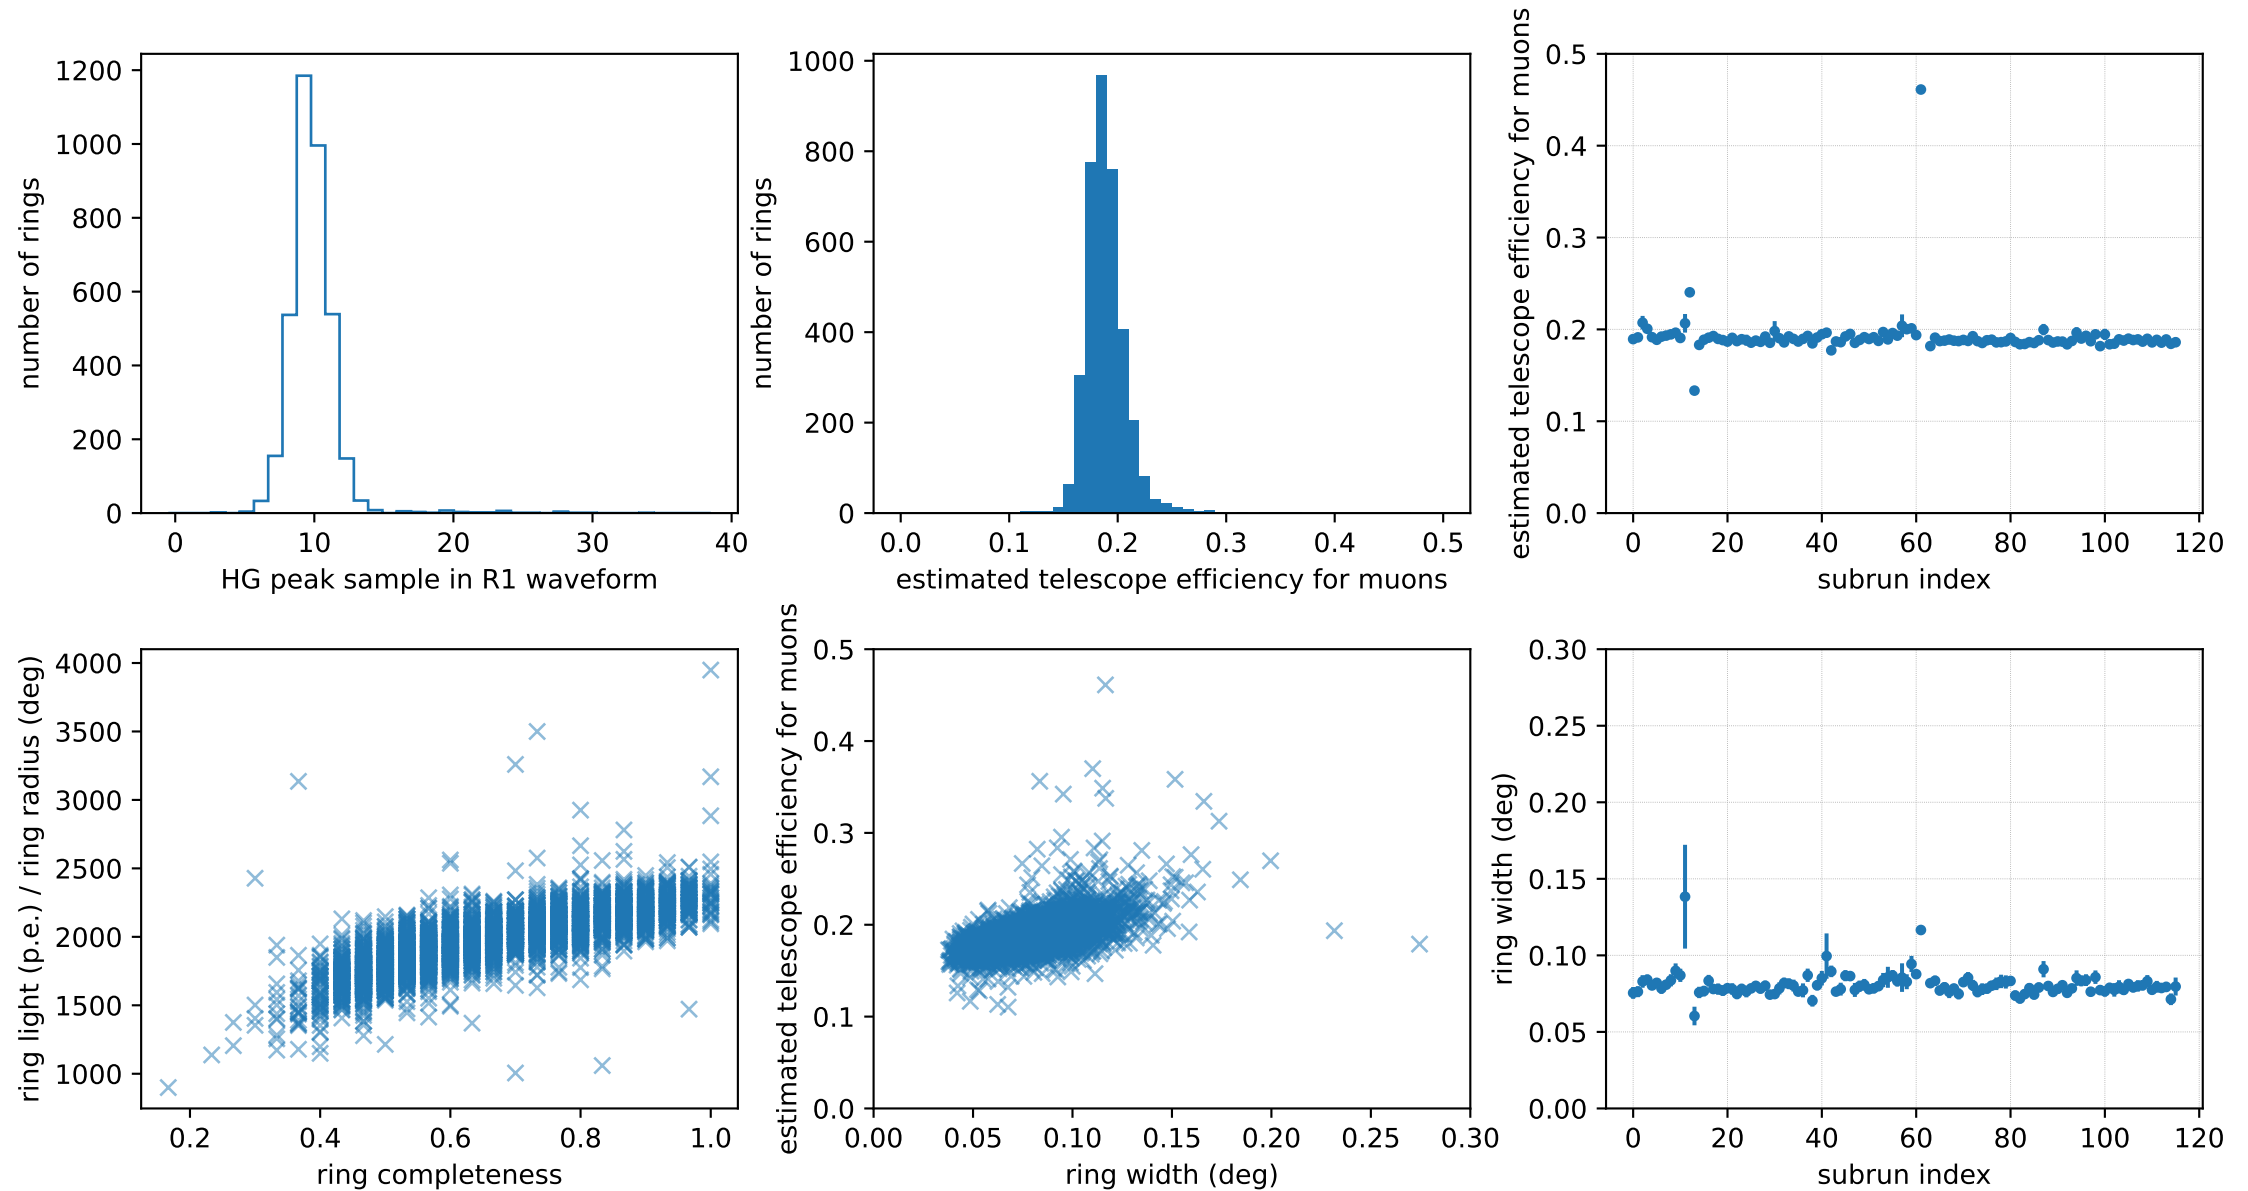 1200
1000
800
600
400
200
0
number of rings
0 10 20 30 40
HG peak sample in R1 waveform
1000
800
600
400
200
0
number of rings
0.0 0.1 0.2 0.3 0.4 0.5
estimated telescope efficiency for muons
0.5
0.4
0.3
0.2
0.1
0.0
estimated telescope efficiency for muons
0 20 40 60 80 100 120
subrun index
4000
3500
3000
2500
2000
1500
1000
ring light (p.e.) / ring radius (deg)
0.2 0.4 0.6 0.8 1.0
ring completeness
0.5
0.4
0.3
0.2
0.1
0.0
estimated telescope efficiency for muons
0.00 0.05 0.10 0.15 0.20 0.25 0.30
ring width (deg)
0.30
0.25
0.20
0.15
0.10
0.05
0.00
ring width (deg)
0 20 40 60 80 100 120
subrun index